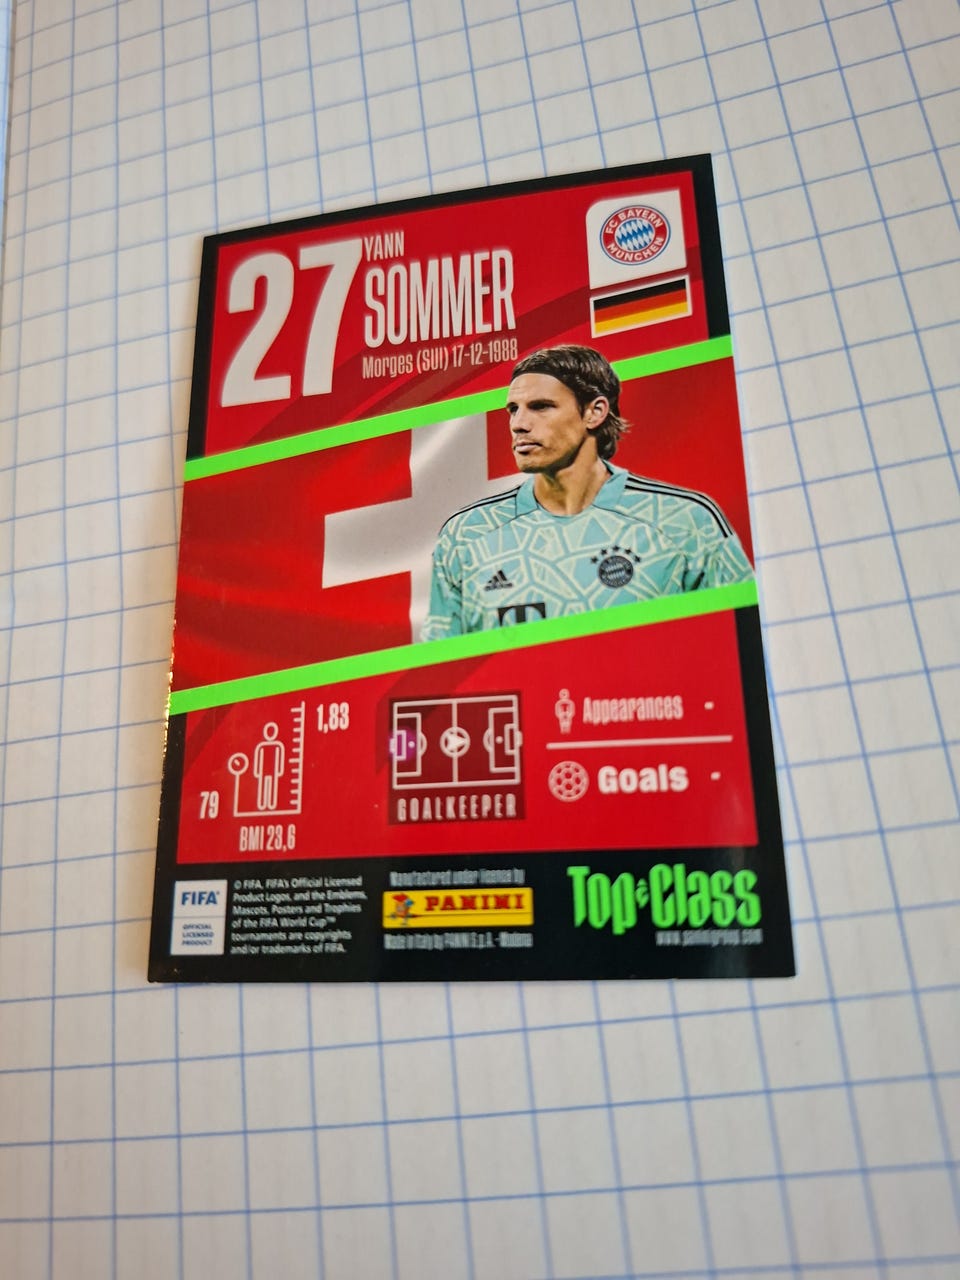 27
YANN
SOMMER
Morges (SUI) 17-12-1988
FC BAYERN
MÜNCHEN
adidas
T
1,83
79
BMI 23,6
GOALKEEPER
Appearances -
Goals -
FIFA®
OFFICIAL
LICENSED
PRODUCT
© FIFA, FIFA's Official Licensed
Product Logos, and the Emblems,
Mascots, Posters and Trophies
of the FIFA World Cup™
tournaments are copyrights
and/or trademarks of FIFA.
Manufactured under licence by
PANINI
Made in Italy by PANINI S.p.A. - Modena
Top Class
www.paninigroup.com